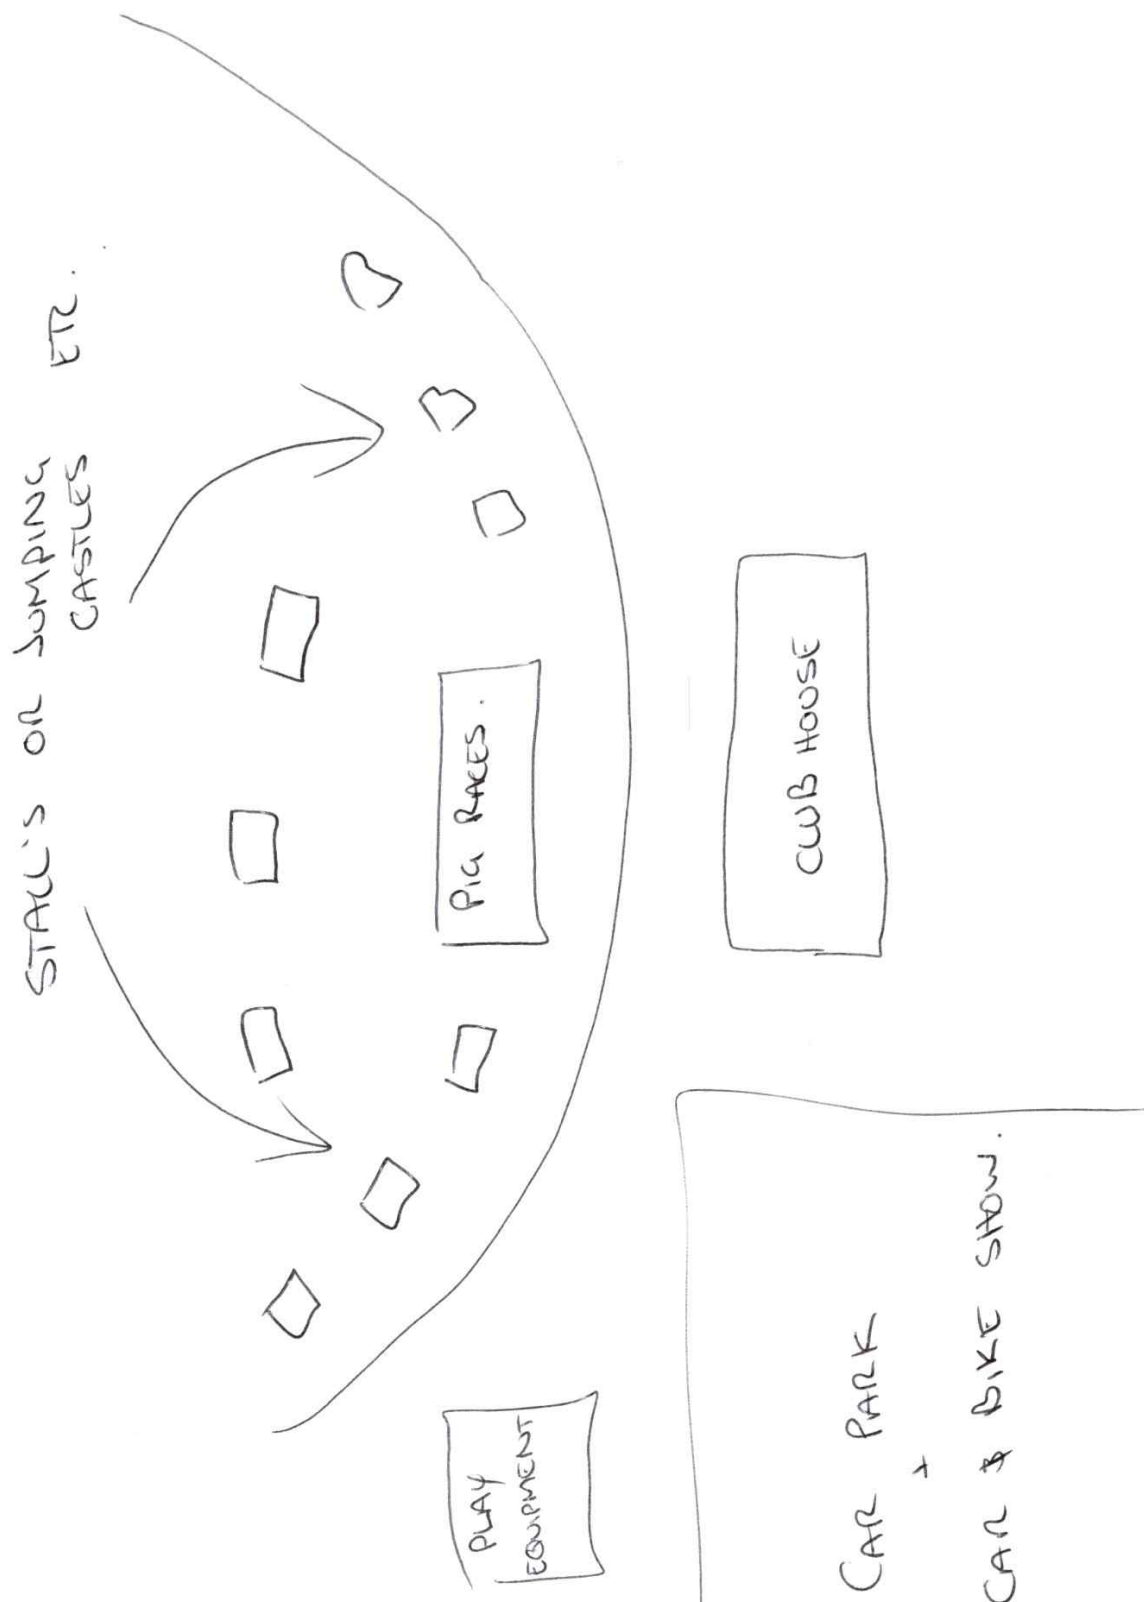 STALL'S OR JUMPING
CASTLES ETC.
PIG RACES.
CLUB HOUSE
PLAY
EQUIPMENT
CAR PARK
+
CAR & BIKE SHOW.